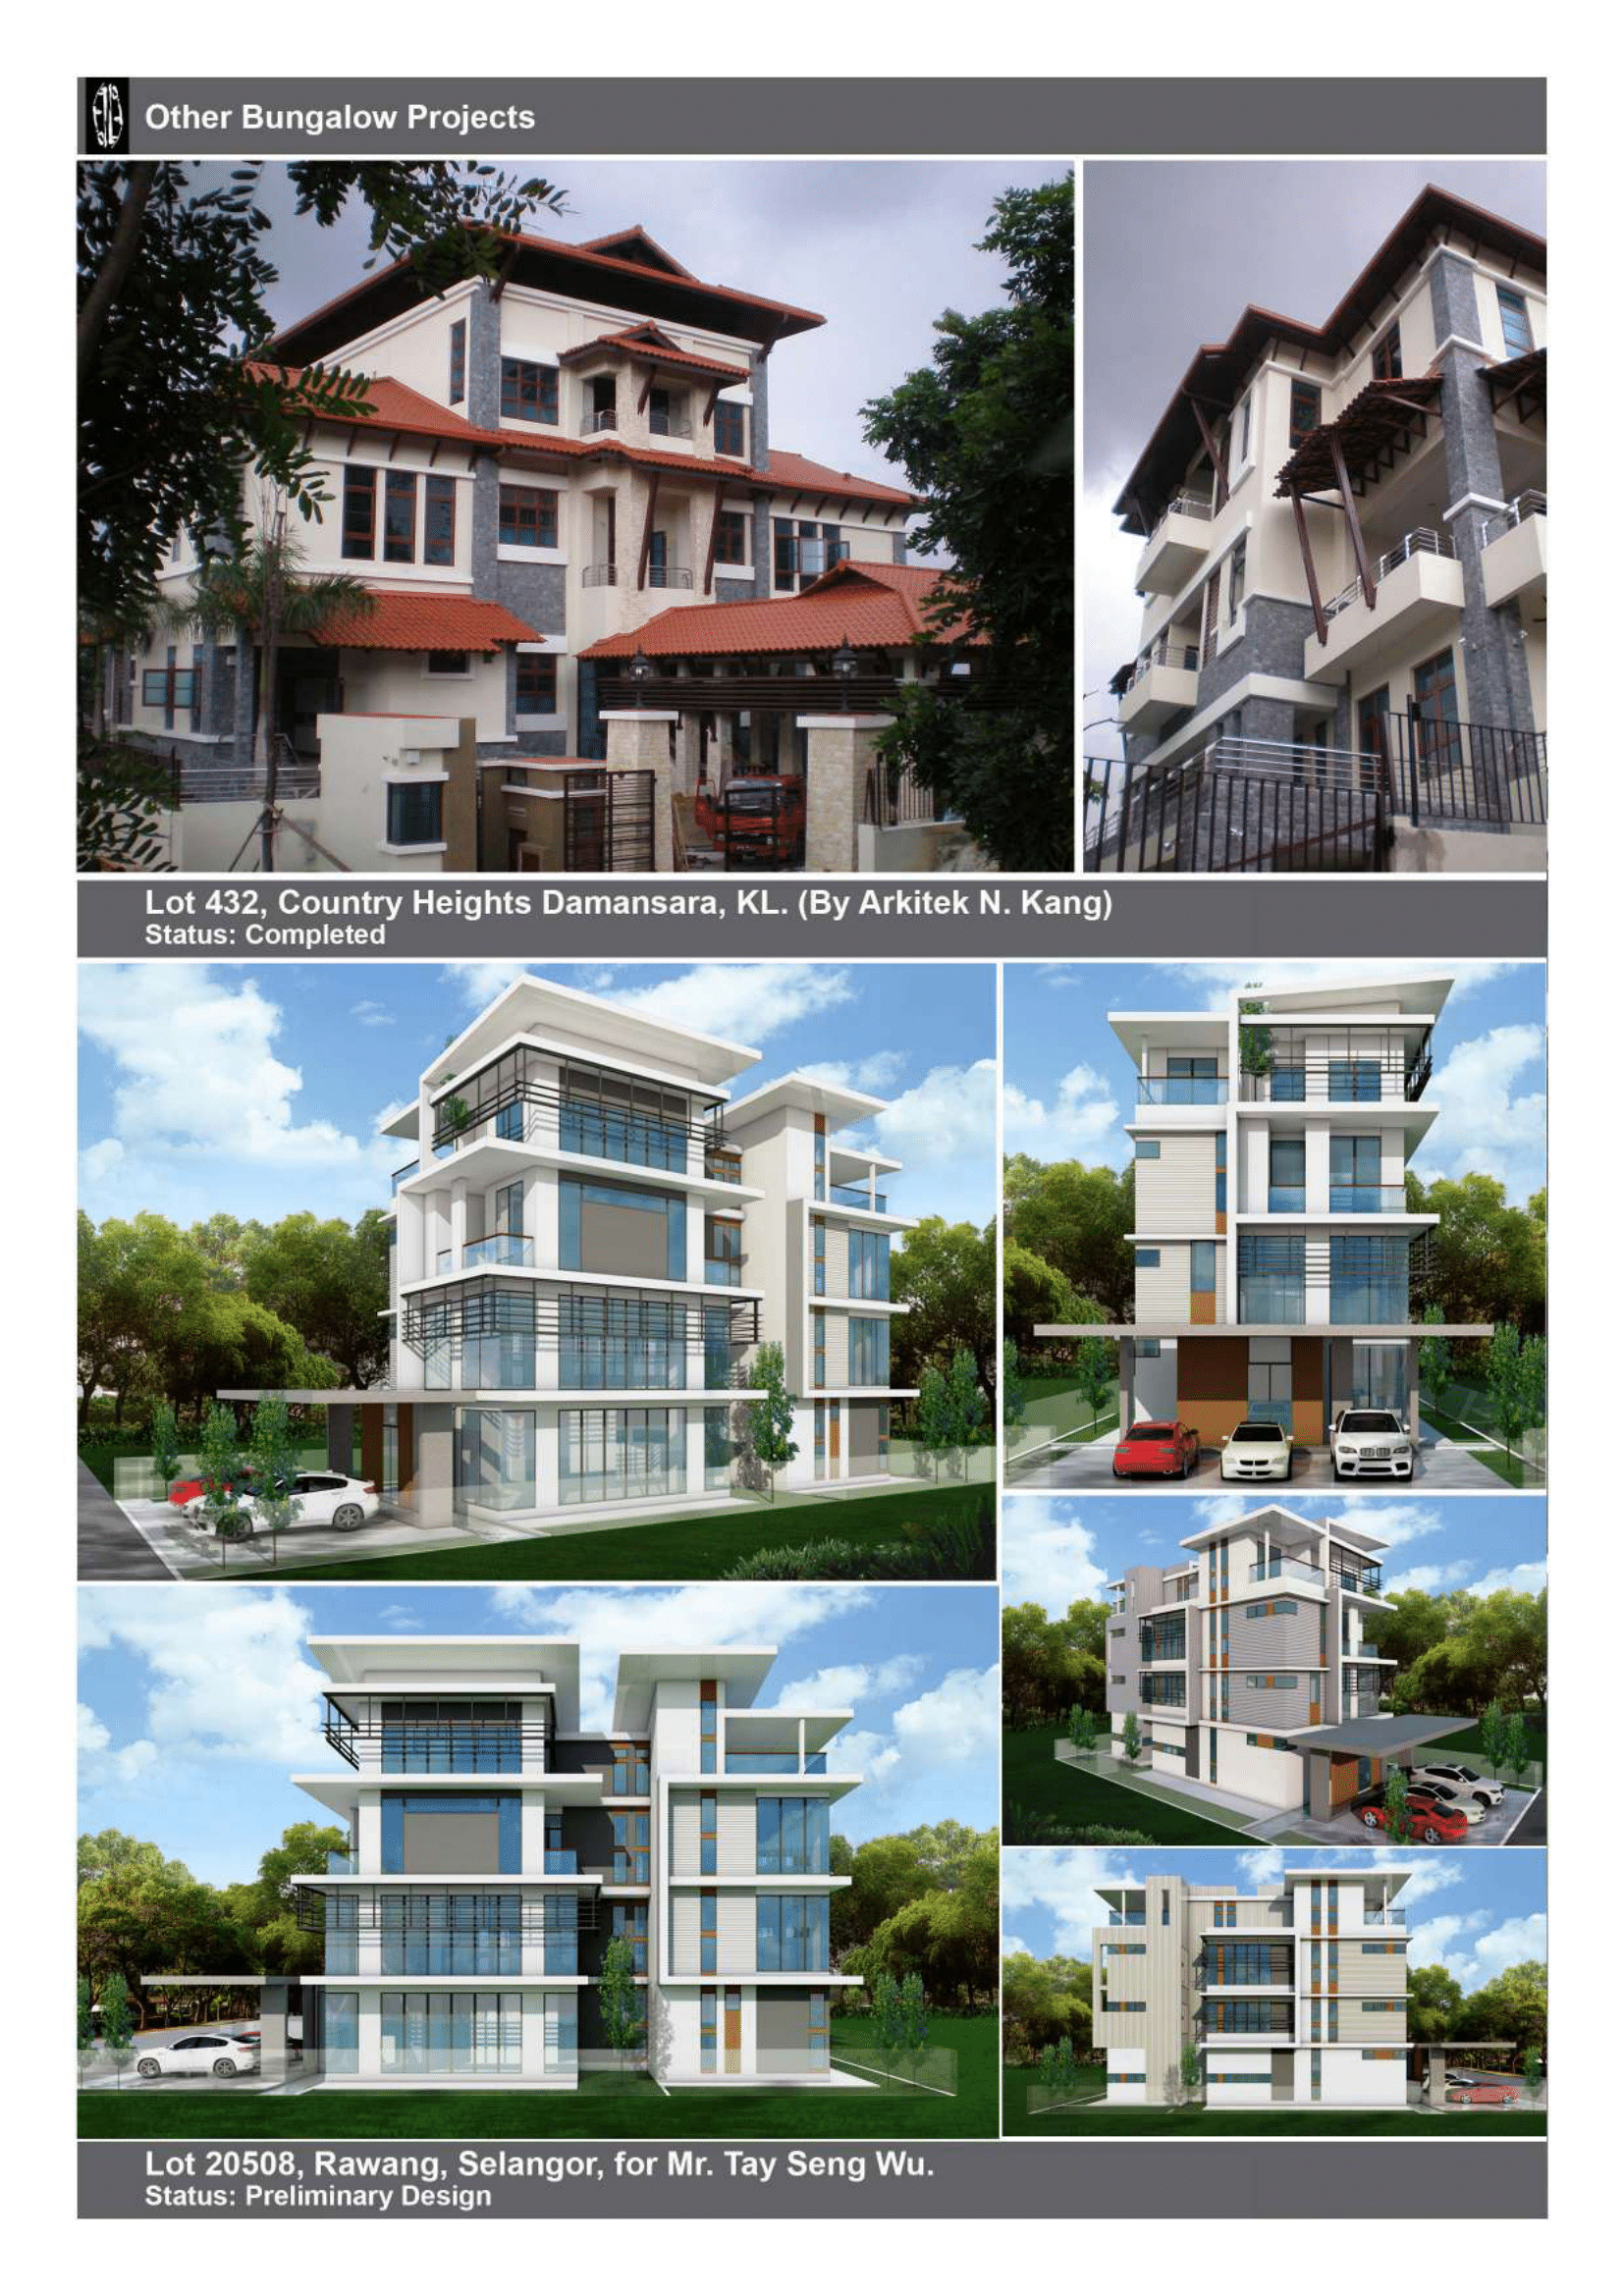 Other Bungalow Projects
Lot 432, Country Heights Damansara, KL. (By Arkitek N. Kang)
Status: Completed
Lot 20508, Rawang, Selangor, for Mr. Tay Seng Wu.
Status: Preliminary Design